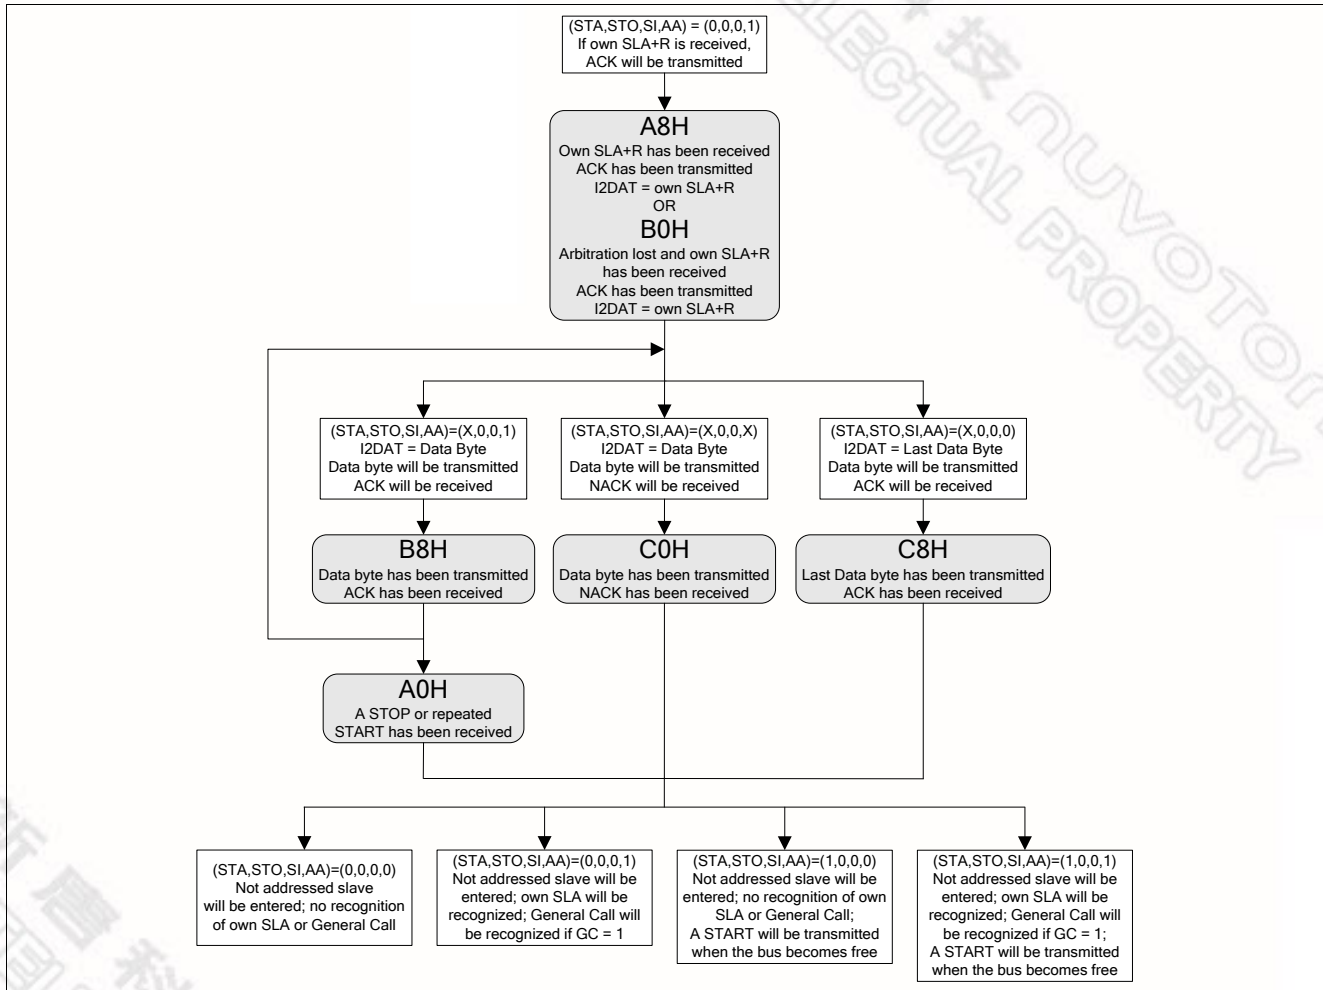 (STA,STO,SI,AA) = (0,0,0,1)
If own SLA+R is received,
ACK will be transmitted
A8H
Own SLA+R has been received
ACK has been transmitted
I2DAT = own SLA+R
OR
B0H
Arbitration lost and own SLA+R
has been received
ACK has been transmitted
I2DAT = own SLA+R
(STA,STO,SI,AA)=(X,0,0,1)
I2DAT = Data Byte
Data byte will be transmitted
ACK will be received
(STA,STO,SI,AA)=(X,0,0,X)
I2DAT = Data Byte
Data byte will be transmitted
NACK will be received
(STA,STO,SI,AA)=(X,0,0,0)
I2DAT = Last Data Byte
Data byte will be transmitted
ACK will be received
B8H
Data byte has been transmitted
ACK has been received
C0H
Data byte has been transmitted
NACK has been received
C8H
Last Data byte has been transmitted
ACK has been received
A0H
A STOP or repeated
START has been received
(STA,STO,SI,AA)=(0,0,0,0)
Not addressed slave
will be entered; no recognition
of own SLA or General Call
(STA,STO,SI,AA)=(0,0,0,1)
Not addressed slave will be
entered; own SLA will be
recognized; General Call will
be recognized if GC = 1
(STA,STO,SI,AA)=(1,0,0,0)
Not addressed slave will be
entered; no recognition of own
SLA or General Call;
A START will be transmitted
when the bus becomes free
(STA,STO,SI,AA)=(1,0,0,1)
Not addressed slave will be
entered; own SLA will be
recognized; General Call will
be recognized if GC = 1;
A START will be transmitted
when the bus becomes free
技 nuvoTon
PROPERTY
新唐科